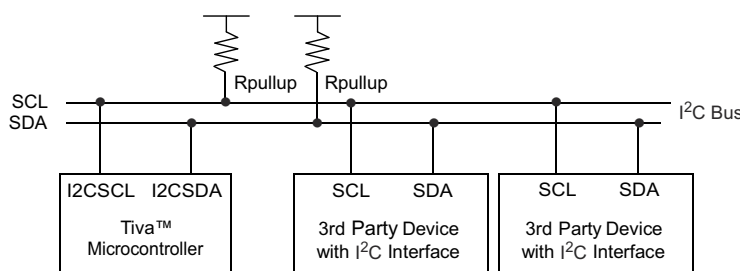 Rpullup Rpullup
SCL
SDA
I²C Bus
I2CSCL I2CSDA
Tiva™
Microcontroller
SCL SDA
3rd Party Device
with I²C Interface
SCL SDA
3rd Party Device
with I²C Interface